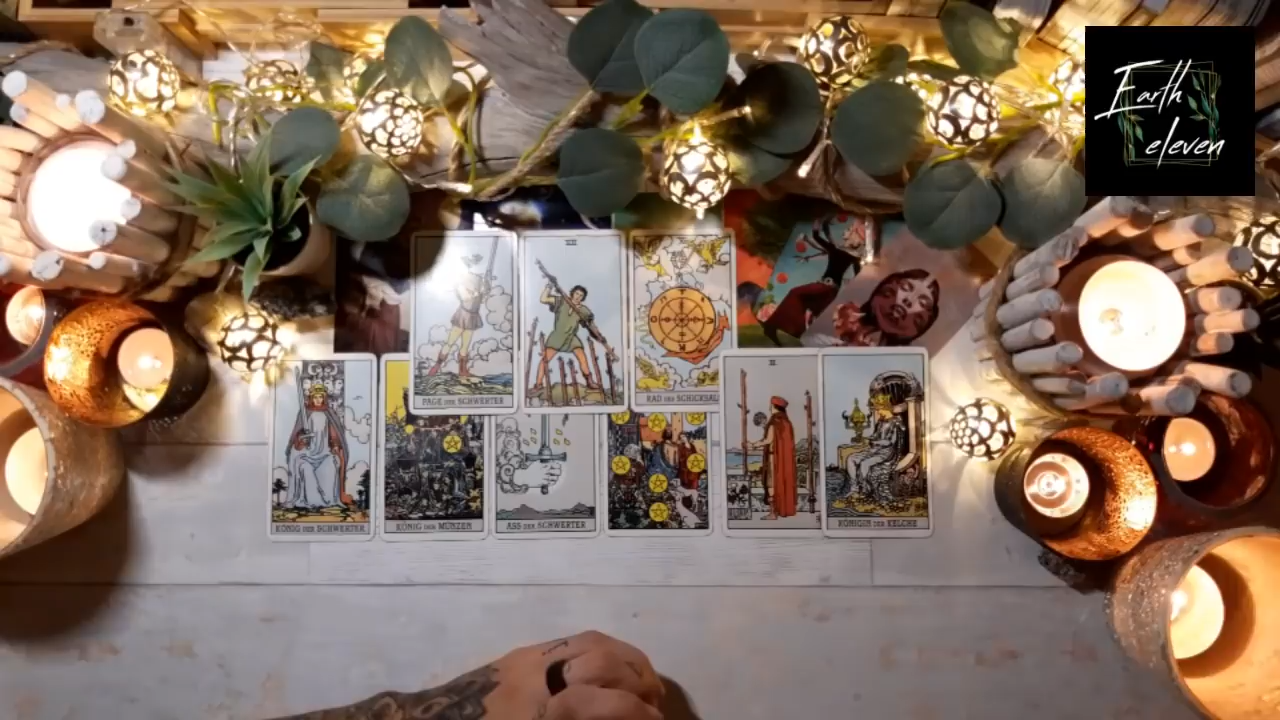 Earth
eleven
VII
PAGE DER SCHWERTER
RAD DES SCHICKSALS
KÖNIG DER SCHWERTER
KÖNIG DER MÜNZEN
ASS DER SCHWERTER
KÖNIGIN DER KELCHE